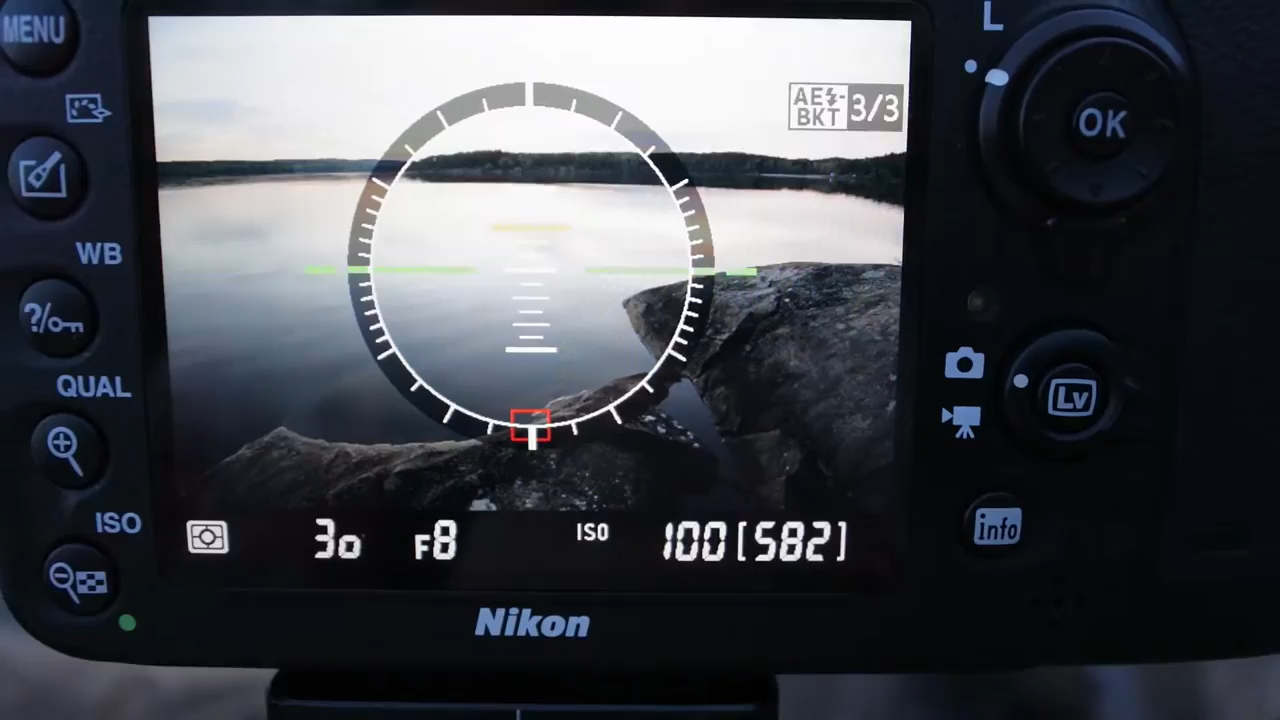 MENU
L
AE BKT 3/3
OK
WB
?/
QUAL
Lv
ISO
info
30 F8 ISO 100 [582]
Nikon